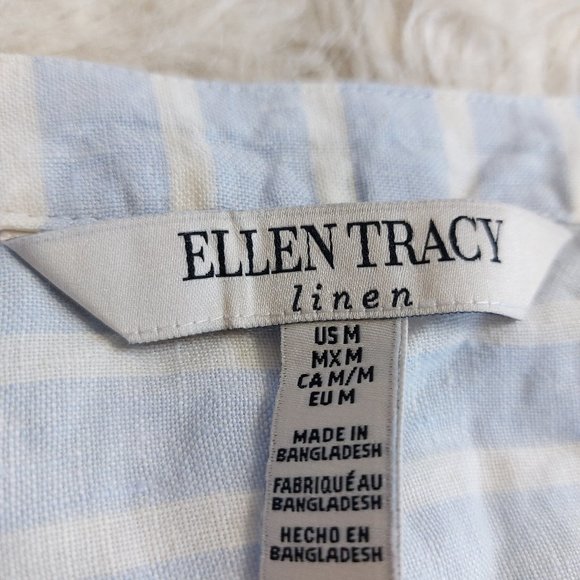 ELLEN TRACY
linen
US M
MX M
CA M/M
EU M
MADE IN
BANGLADESH
FABRIQUÉ AU
BANGLADESH
HECHO EN
BANGLADESH